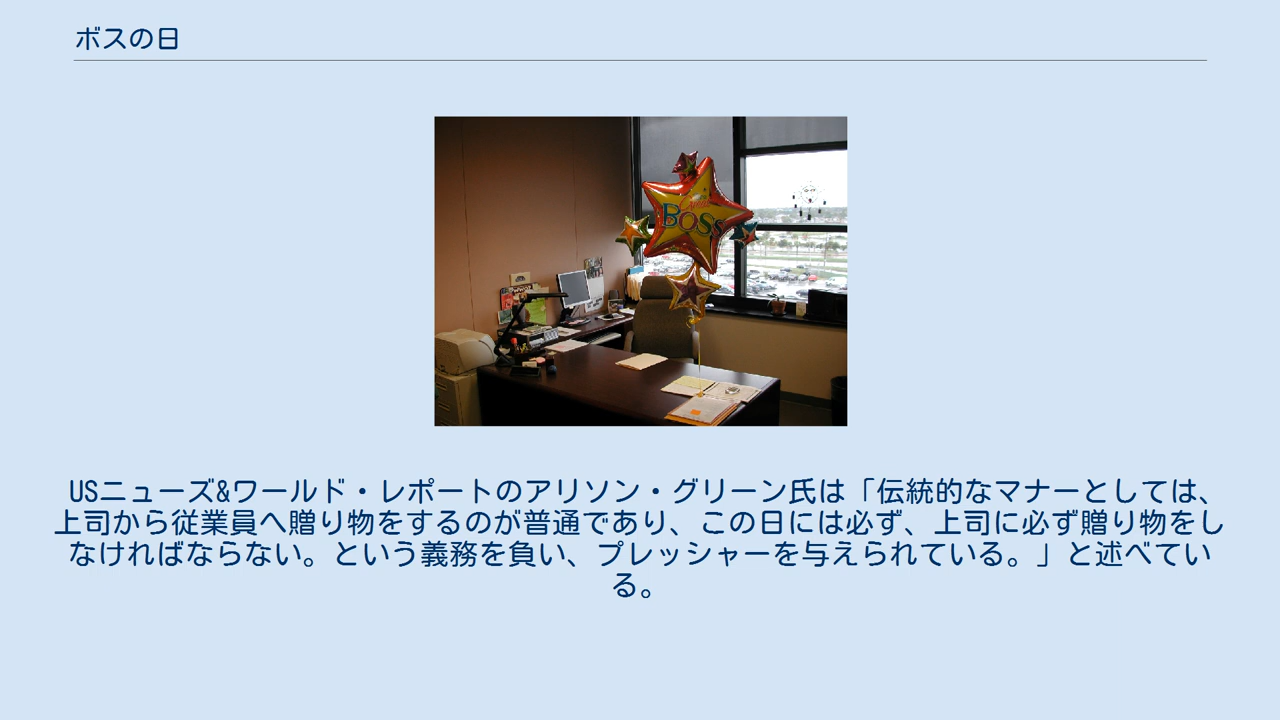 ボスの日
BOSS
USニューズ&ワールド・レポートのアリソン・グリーン氏は「伝統的なマナーとしては、
上司から従業員へ贈り物をするのが普通であり、この日には必ず、上司に必ず贈り物をし
なければならない。という義務を負い、プレッシャーを与えられている。」と述べてい
る。